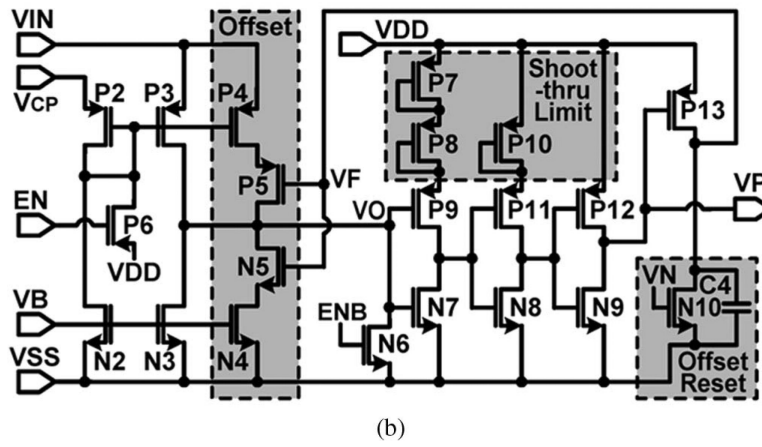 VIN
Offset
VDD
VCP
P2
P3
P4
P7
Shoot
-thru
Limit
P13
P8
P10
P5
VF
EN
P6
VO
P9
P11
P12
VP
VDD
N5
VN
C4
VB
ENB
N7
N8
N9
N10
N6
VSS
N2
N3
N4
Offset
Reset
(b)